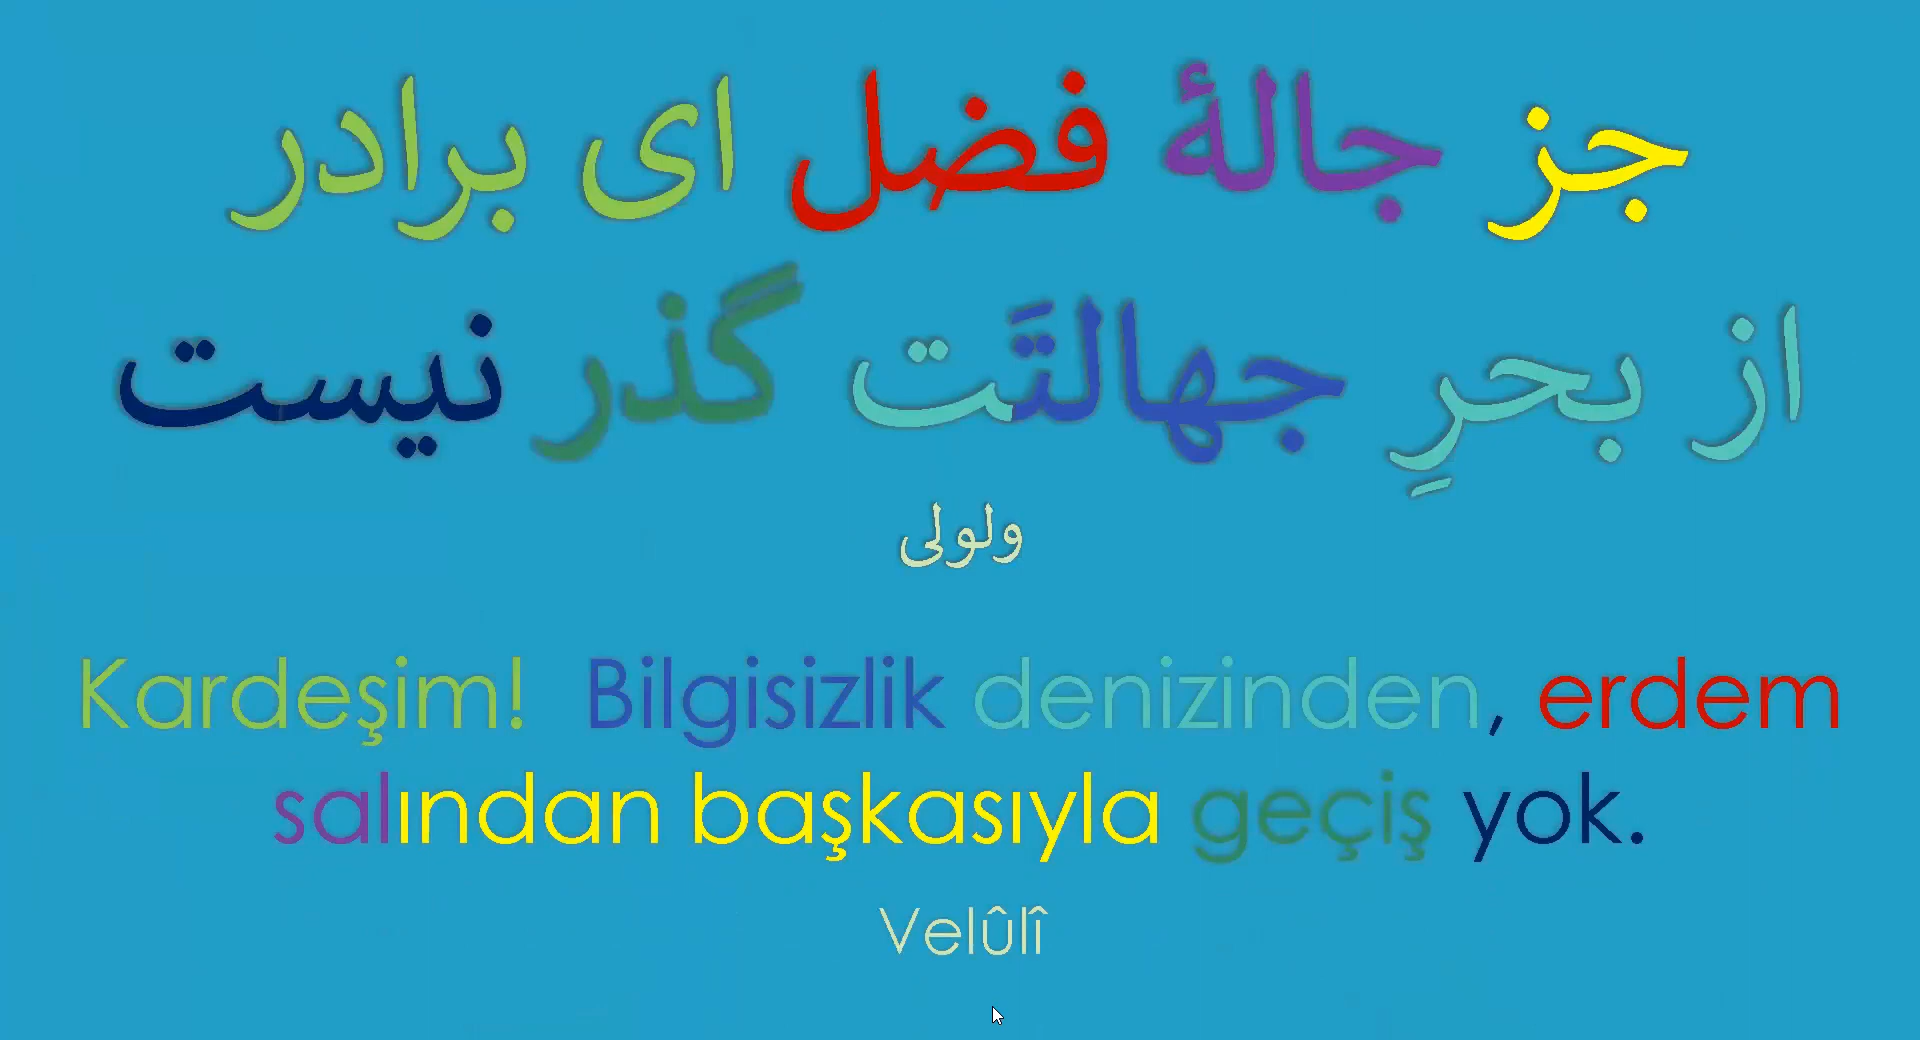 جز جالهٔ فضل ای برادر
از بحرِ جهالتَت گذر نیست
ولولی
Kardeşim! Bilgisizlik denizinden, erdem
salından başkasıyla geçiş yok.
Velûlî